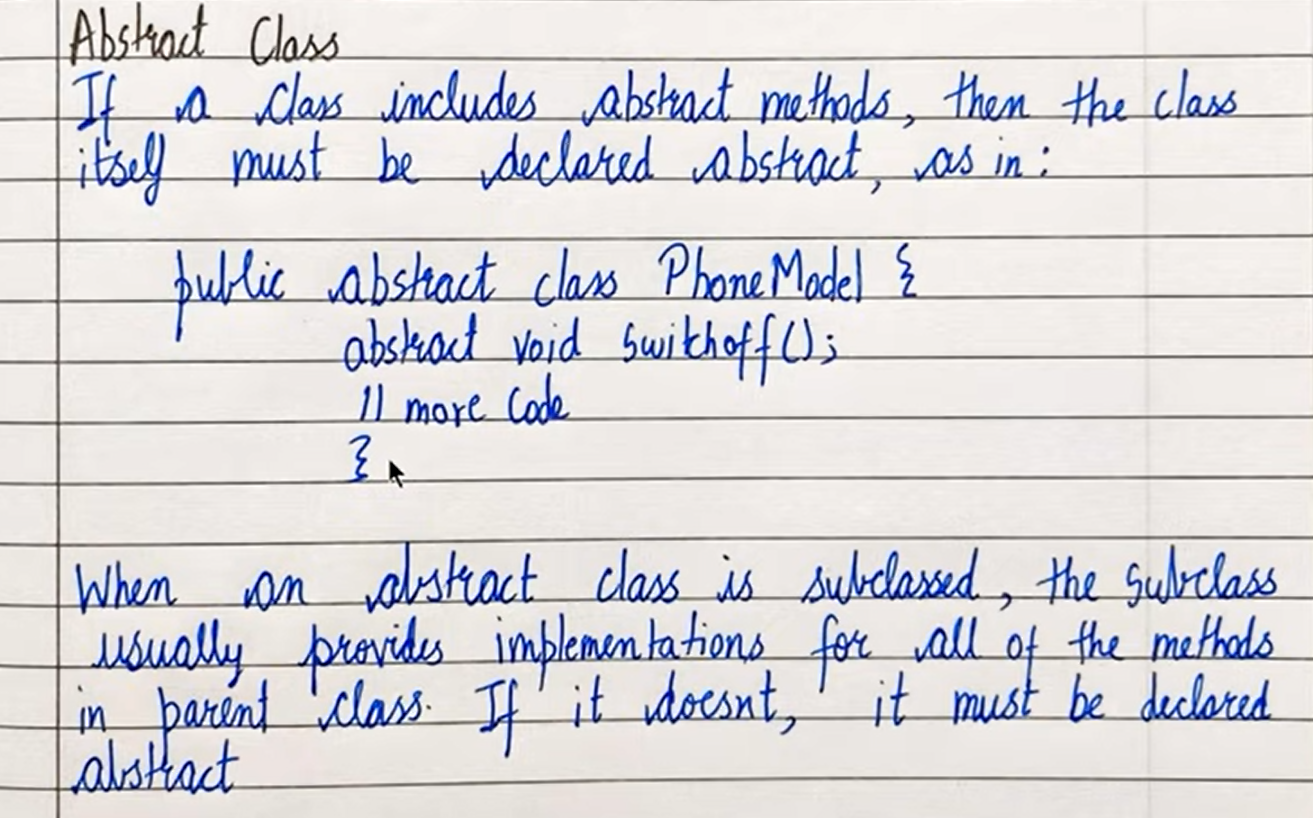 Abstract Class
If a class includes abstract methods, then the class
itself must be declared abstract, as in:
public abstract class PhoneModel {
abstract void switchoff();
// more Code
}
When an abstract class is subclassed, the subclass
usually provides implementations for all of the methods
in parent class. If it doesnt, it must be declared
abstract